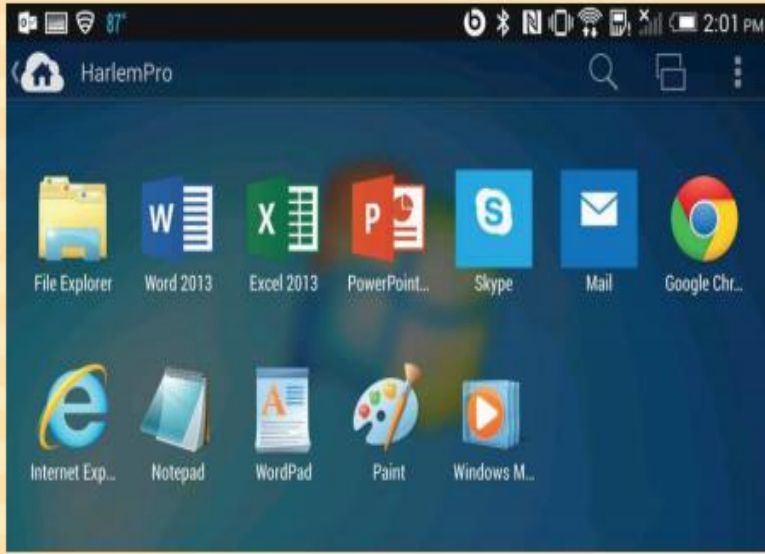 87°
2:01 PM
HarlemPro
File Explorer
Word 2013
Excel 2013
PowerPoint...
Skype
Mail
Google Chr...
Internet Exp...
Notepad
WordPad
Paint
Windows M...